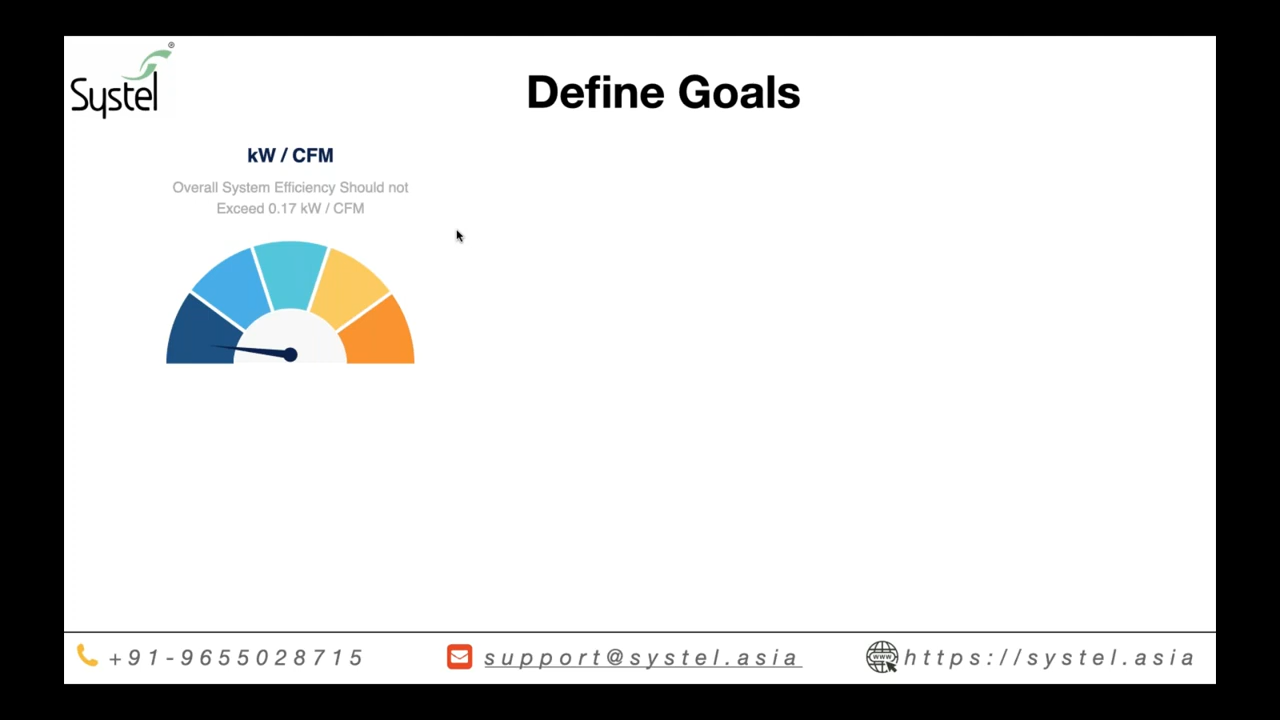 Systel
®
Define Goals
kW / CFM
Overall System Efficiency Should not
Exceed 0.17 kW / CFM
+91-9655028715
support@systel.asia
www
https://systel.asia